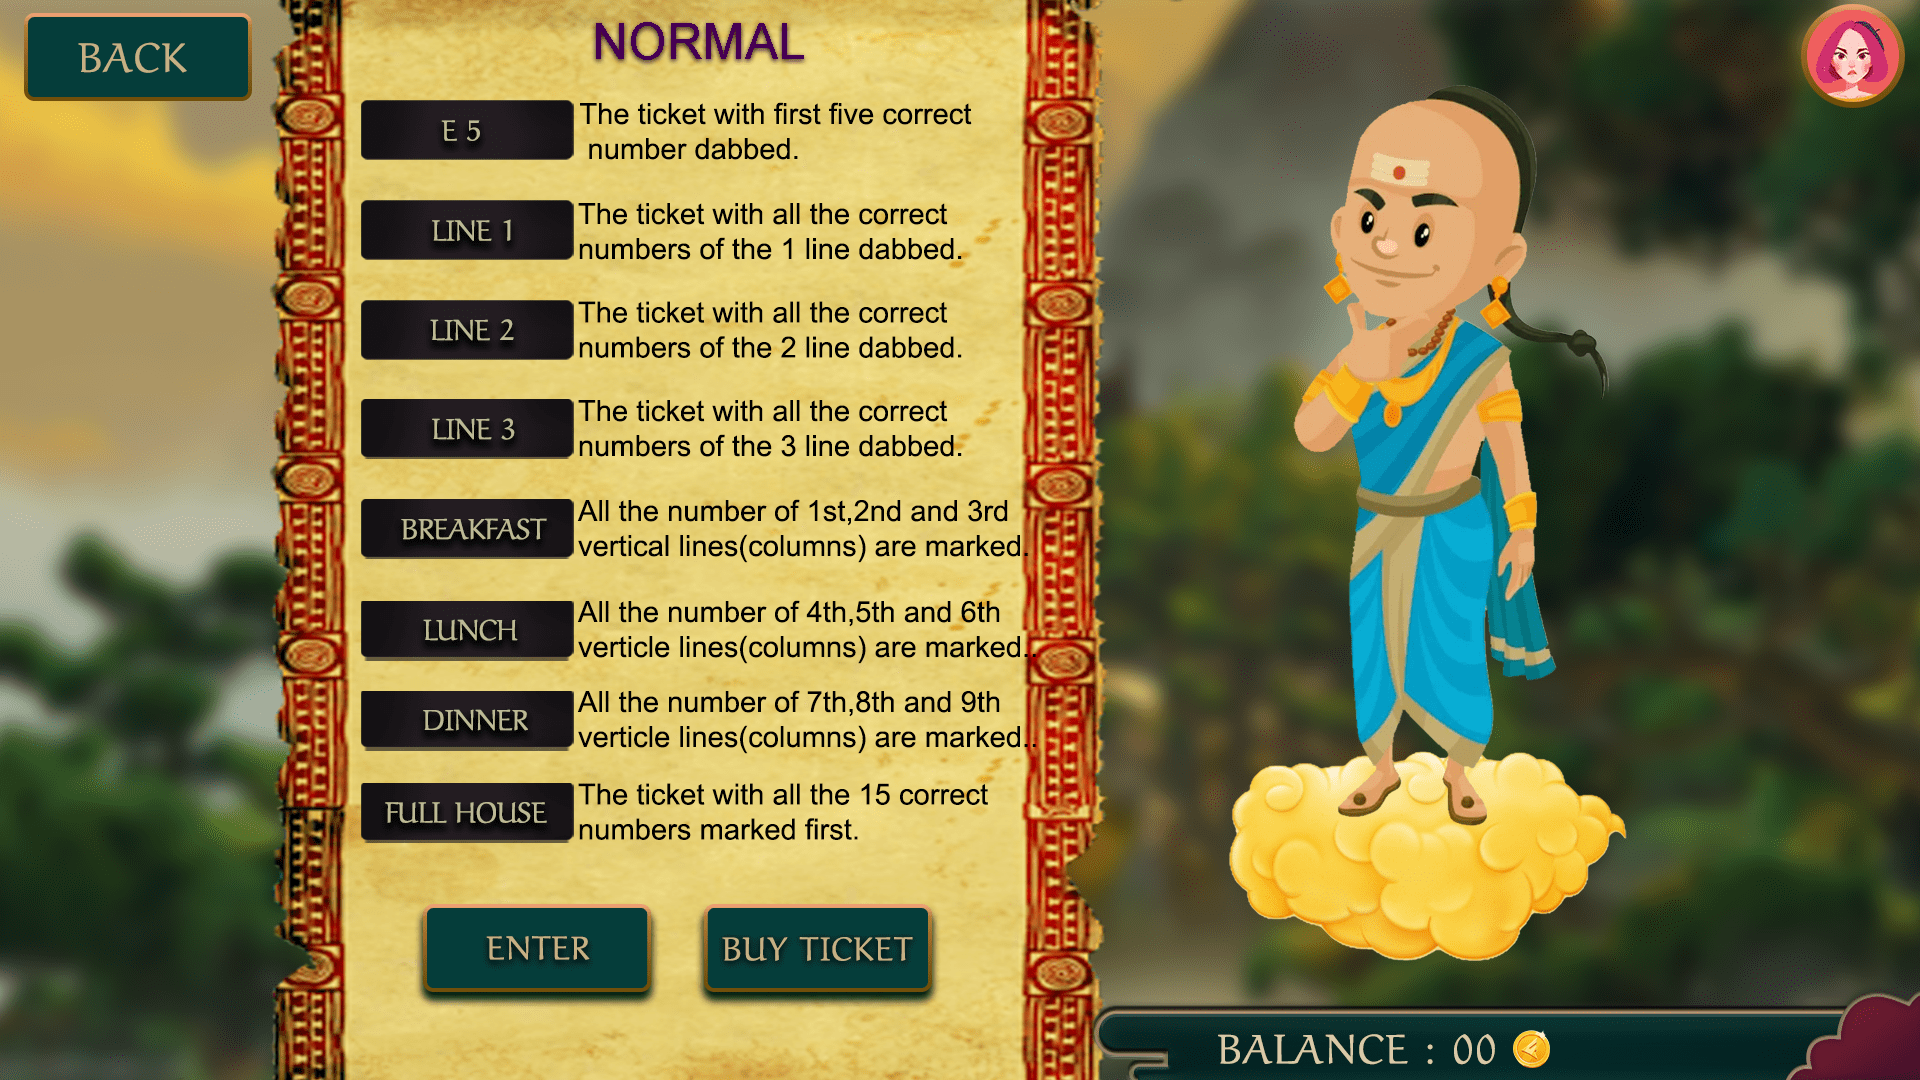 BACK
NORMAL
E 5
The ticket with first five correct
number dabbed.
LINE 1
The ticket with all the correct
numbers of the 1 line dabbed.
LINE 2
The ticket with all the correct
numbers of the 2 line dabbed.
LINE 3
The ticket with all the correct
numbers of the 3 line dabbed.
BREAKFAST
All the number of 1st,2nd and 3rd
vertical lines(columns) are marked.
LUNCH
All the number of 4th,5th and 6th
verticle lines(columns) are marked..
DINNER
All the number of 7th,8th and 9th
verticle lines(columns) are marked..
FULL HOUSE
The ticket with all the 15 correct
numbers marked first.
ENTER
BUY TICKET
BALANCE : 00